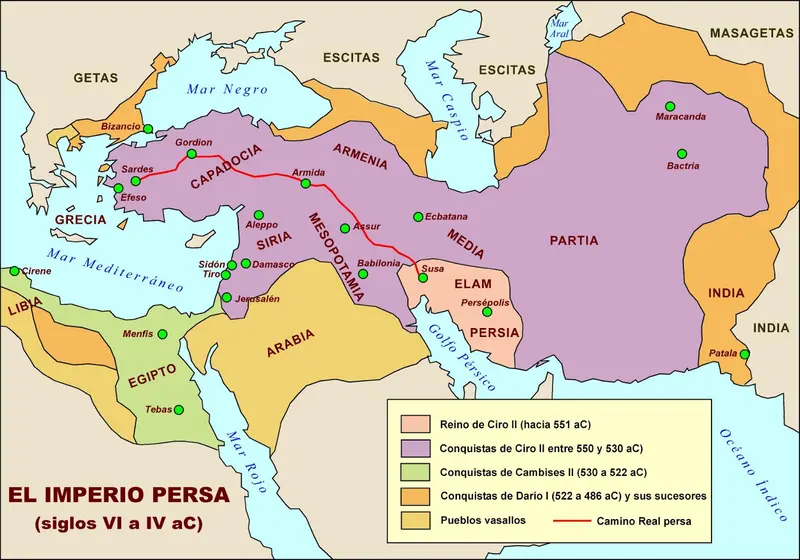 Mar
Aral
MASAGETAS
ESCITAS
ESCITAS
GETAS
Mar Negro
Mar Caspio
Maracanda
Bizancio
Gordion
ARMENIA
Bactria
Sardes
CAPADOCIA
Armida
Efeso
GRECIA
Aleppo
Assur
Ecbatana
SIRIA
MESOPOTAMIA
MEDIA
PARTIA
Mar Mediterráneo
Sidón
Damasco
Babilonia
Susa
Cirene
Tiro
ELAM
Jerusalén
Persépolis
INDIA
LIBIA
PERSIA
INDIA
Menfis
ARABIA
Golfo Pérsico
Patala
EGIPTO
Tebas
Mar Rojo
Océano Índico
Reino de Ciro II (hacia 551 aC)
Conquistas de Ciro II entre 550 y 530 aC)
Conquistas de Cambises II (530 a 522 aC)
Conquistas de Darío I (522 a 486 aC) y sus sucesores
Pueblos vasallos
Camino Real persa
EL IMPERIO PERSA
(siglos VI a IV aC)